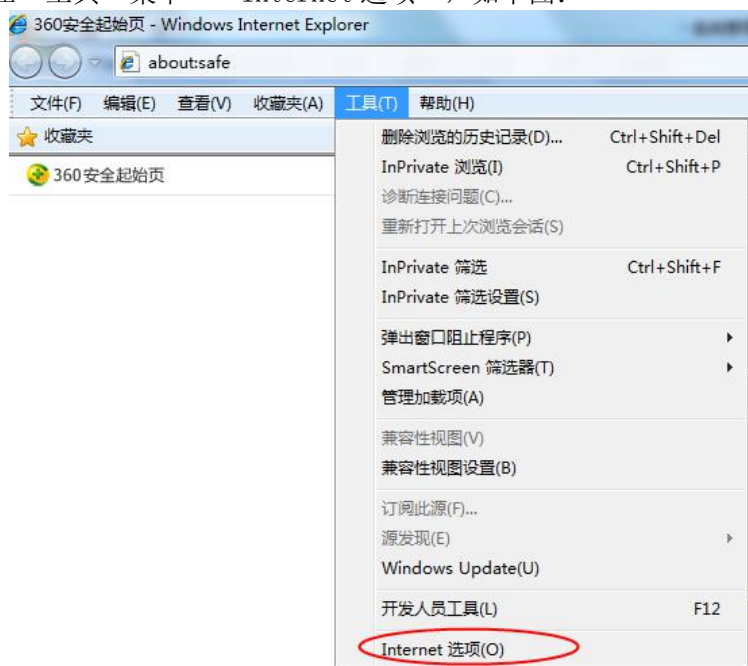 360安全起始页 - Windows Internet Explorer
about:safe
文件(F) 编辑(E) 查看(V) 收藏夹(A) 工具(T) 帮助(H)
收藏夹
360安全起始页
删除浏览的历史记录(D)... Ctrl+Shift+Del
InPrivate 浏览(I) Ctrl+Shift+P
诊断连接问题(C)...
重新打开上次浏览会话(S)
InPrivate 筛选 Ctrl+Shift+F
InPrivate 筛选设置(S)
弹出窗口阻止程序(P)
SmartScreen 筛选器(T)
管理加载项(A)
兼容性视图(V)
兼容性视图设置(B)
订阅此源(F)...
源发现(E)
Windows Update(U)
开发人员工具(L) F12
Internet 选项(O)